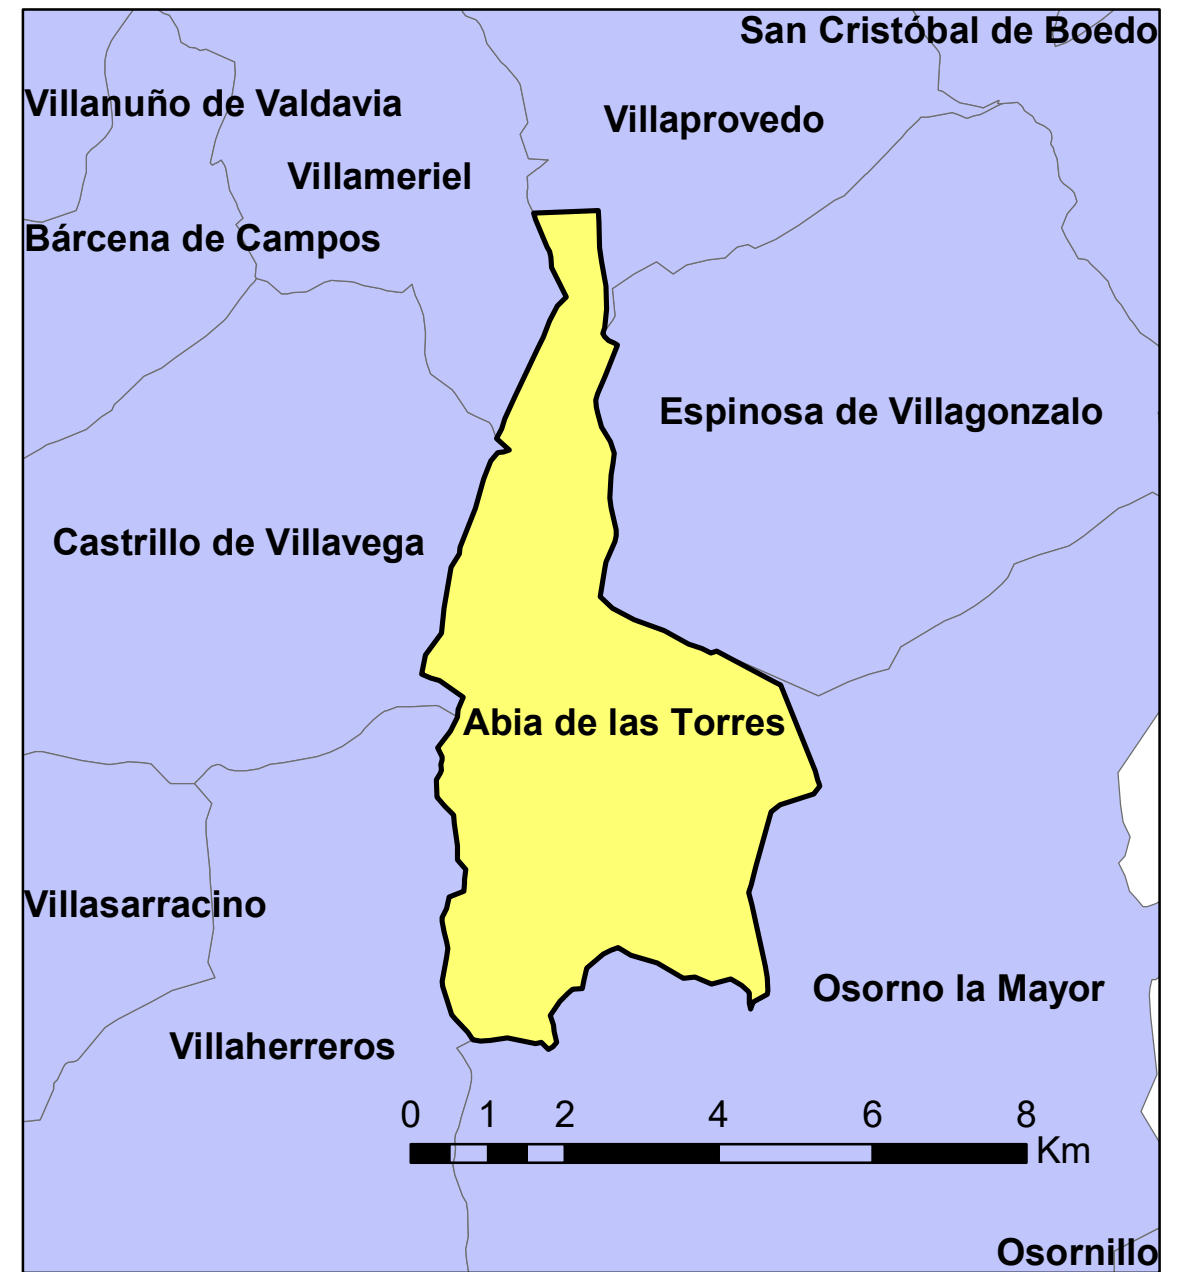 San Cristóbal de Boedo
Villanuño de Valdavia
Villaprovedo
Villameriel
Bárcena de Campos
Espinosa de Villagonzalo
Castrillo de Villavega
Abia de las Torres
Villasarracino
Osorno la Mayor
Villaherreros
0 1 2 4 6 8
Km
Osornillo